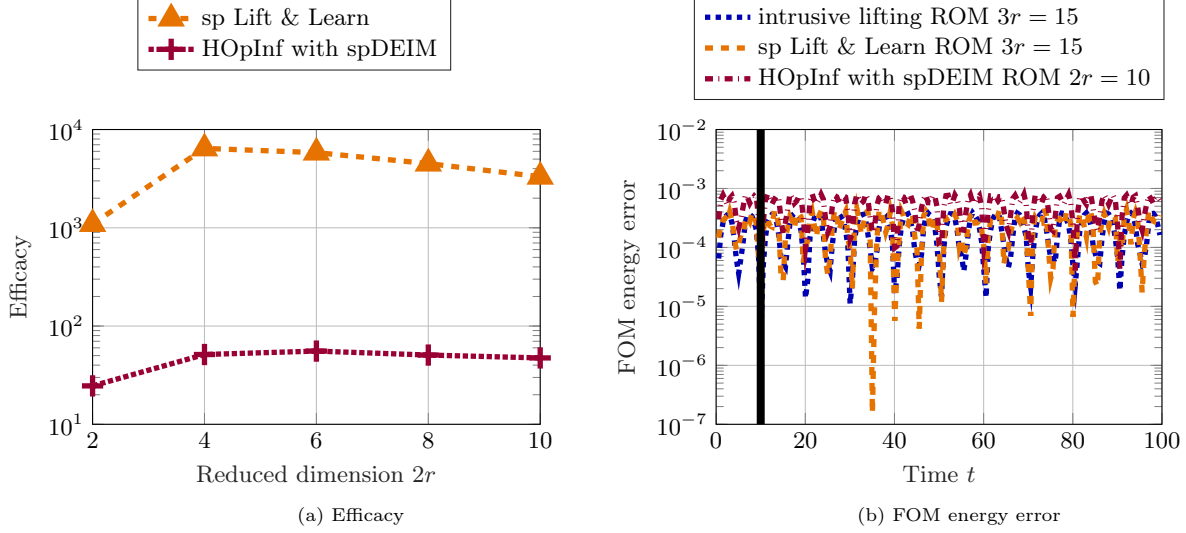 sp Lift & Learn
HOpInf with spDEIM
10^4
10^3
10^2
10^1
Efficacy
2 4 6 8 10
Reduced dimension 2r
(a) Efficacy
intrusive lifting ROM 3r = 15
sp Lift & Learn ROM 3r = 15
HOpInf with spDEIM ROM 2r = 10
10^−2
10^−3
10^−4
10^−5
10^−6
10^−7
FOM energy error
0 20 40 60 80 100
Time t
(b) FOM energy error